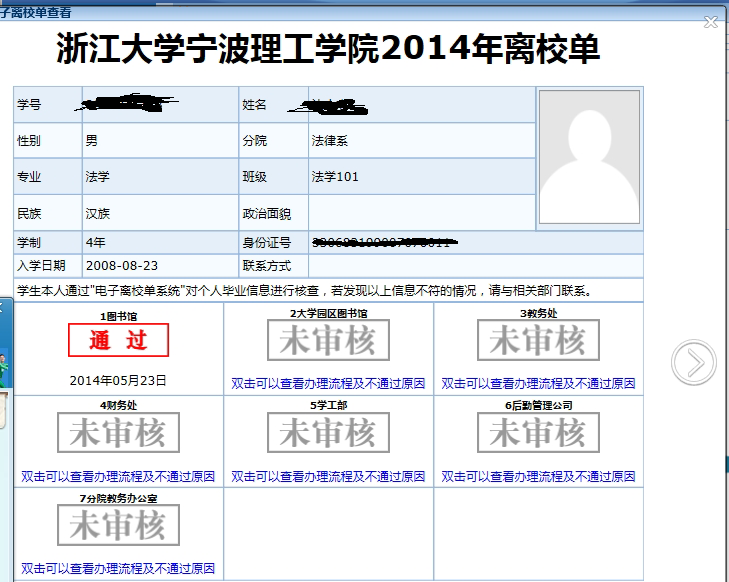 子离校单查看
浙江大学宁波理工学院2014年离校单
学号 姓名
性别 男 分院 法律系
专业 法学 班级 法学101
民族 汉族 政治面貌
学制 4年 身份证号
入学日期 2008-08-23 联系方式
学生本人通过"电子离校单系统"对个人毕业信息进行核查，若发现以上信息不符的情况，请与相关部门联系。
1图书馆 2大学园区图书馆 3教务处
通 过 未审核 未审核
2014年05月23日 双击可以查看办理流程及不通过原因 双击可以查看办理流程及不通过原因
4财务处 5学工部 6后勤管理公司
未审核 未审核 未审核
双击可以查看办理流程及不通过原因 双击可以查看办理流程及不通过原因 双击可以查看办理流程及不通过原因
7分院教务办公室
未审核
双击可以查看办理流程及不通过原因